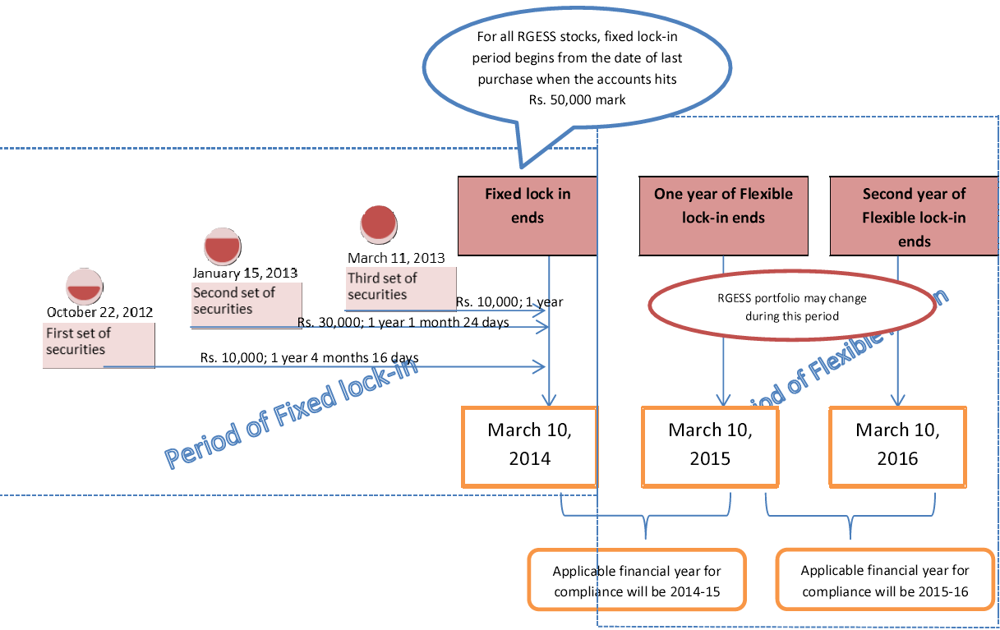 For all RGESS stocks, fixed lock-in
period begins from the date of last
purchase when the accounts hits
Rs. 50,000 mark
Fixed lock in
ends
One year of Flexible
lock-in ends
Second year of
Flexible lock-in
ends
March 11, 2013
Third set of
securities
January 15, 2013
Second set of
securities
October 22, 2012
First set of
securities
Rs. 10,000; 1 year
Rs. 30,000; 1 year 1 month 24 days
Rs. 10,000; 1 year 4 months 16 days
RGESS portfolio may change
during this period
Period of Fixed lock-in
of Flexible
March 10,
2014
March 10,
2015
March 10,
2016
Applicable financial year for
compliance will be 2014-15
Applicable financial year for
compliance will be 2015-16